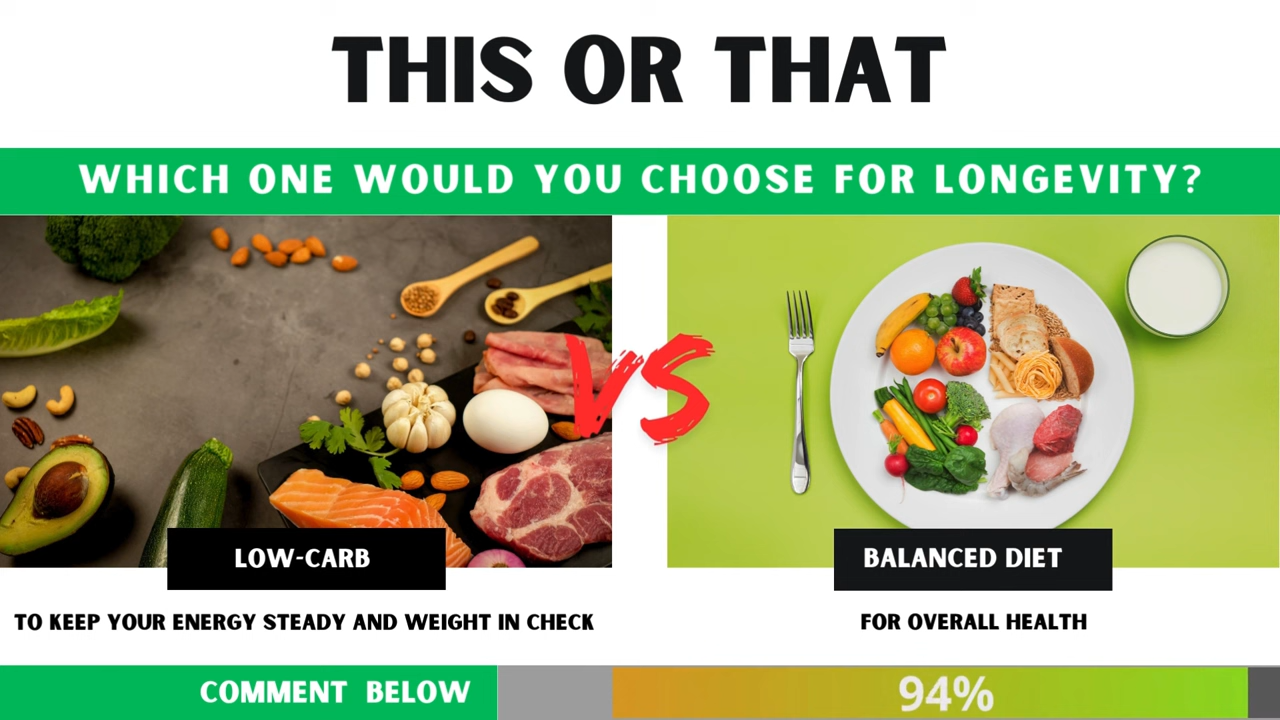 THIS OR THAT
WHICH ONE WOULD YOU CHOOSE FOR LONGEVITY?
VS
LOW-CARB
BALANCED DIET
TO KEEP YOUR ENERGY STEADY AND WEIGHT IN CHECK
FOR OVERALL HEALTH
COMMENT BELOW
94%